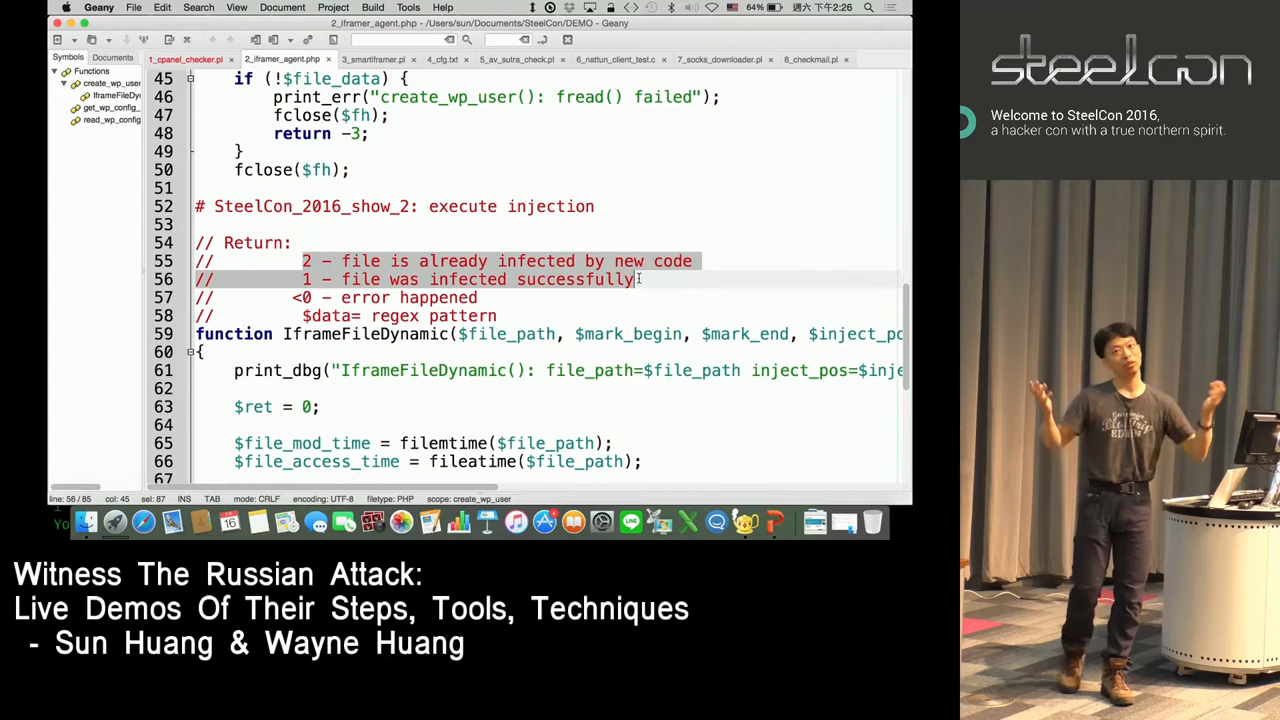 Geany File Edit Search View Document Project Build Tools Help 64% 週六下午2:26
2_iframer_agent.php - /Users/sun/Documents/SteelCon/DEMO - Geany
Symbols Documents 1_cpanel_checker.pl 2_iframer_agent.php 3_smartiframer.pl 4_cfg.txt 5_av_sutra_check.pl 6_nattun_client_test.c 7_socks_downloader.pl 8_checkmail.pl
Functions
create_wp_user
IframeFileDy
get_wp_config_
read_wp_config
45 if (!$file_data) {
46 print_err("create_wp_user(): fread() failed");
47 fclose($fh);
48 return -3;
49 }
50 fclose($fh);
51
52 # SteelCon_2016_show_2: execute injection
53
54 // Return:
55 // 2 - file is already infected by new code
56 // 1 - file was infected successfully
57 // <0 - error happened
58 // $data= regex pattern
59 function IframeFileDynamic($file_path, $mark_begin, $mark_end, $inject_po
60 {
61 print_dbg("IframeFileDynamic(): file_path=$file_path inject_pos=$inje
62
63 $ret = 0;
64
65 $file_mod_time = filemtime($file_path);
66 $file_access_time = fileatime($file_path);
67
line: 56 / 85 col: 45 sel: 87 INS TAB mode: CRLF encoding: UTF-8 filetype: PHP scope: create_wp_user
Yo
16
LINE
Witness The Russian Attack:
Live Demos Of Their Steps, Tools, Techniques
- Sun Huang & Wayne Huang
steelcon
Welcome to SteelCon 2016,
a hacker con with a true northern spirit.